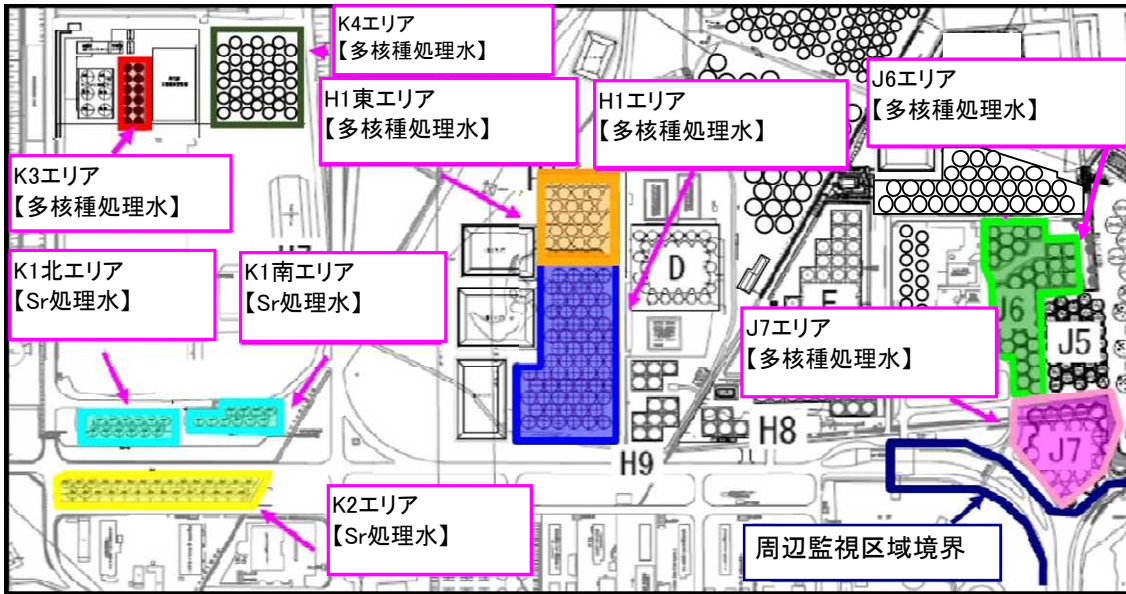 K4エリア
【多核種処理水】
H1東エリア
【多核種処理水】
H1エリア
【多核種処理水】
J6エリア
【多核種処理水】
K3エリア
【多核種処理水】
K1北エリア
【Sr処理水】
K1南エリア
【Sr処理水】
D
J6
J5
J7エリア
【多核種処理水】
H8
J7
H9
K2エリア
【Sr処理水】
周辺監視区域境界